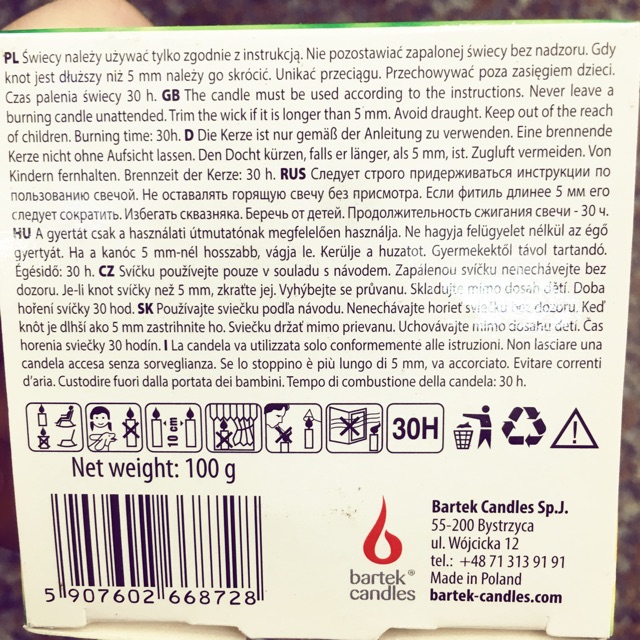 PL Świecy należy używać tylko zgodnie z instrukcją. Nie pozostawiać zapalonej świecy bez nadzoru. Gdy
knot jest dłuższy niż 5 mm należy go skrócić. Unikać przeciągu. Przechowywać poza zasięgiem dzieci.
Czas palenia świecy 30 h. GB The candle must be used according to the instructions. Never leave a
burning candle unattended. Trim the wick if it is longer than 5 mm. Avoid draught. Keep out of the reach
of children. Burning time: 30h. D Die Kerze ist nur gemäß der Anleitung zu verwenden. Eine brennende
Kerze nicht ohne Aufsicht lassen. Den Docht kürzen, falls er länger, als 5 mm, ist. Zugluft vermeiden. Von
Kindern fernhalten. Brennzeit der Kerze: 30 h. RUS Следует строго придерживаться инструкции по
пользованию свечой. Не оставалять горящую свечу без присмотра. Если фитиль длинее 5 мм его
следует сократить. Избегать сквазняка. Беречь от детей. Продолжительность сжигания свечи - 30 ч.
HU A gyertát csak a használati útmutatónak megfelelően használja. Ne hagyja felügyelet nélkül az égő
gyertyát. Ha a kanóc 5 mm-nél hosszabb, vágja le. Kerülje a huzatot. Gyermekektől távol tartandó.
Égésidő: 30 h. CZ Svíčku používejte pouze v souladu s návodem. Zapálenou svíčku nenechávejte bez
dozoru. Je-li knot svíčky než 5 mm, zkraťte jej. Vyhýbejte se průvanu. Skladujte mimo dosah dětí. Doba
hoření svíčky 30 hod. SK Používajte sviečku podľa návodu. Nenechávajte horieť sviečku bez dozoru. Keď
knôt je dlhší ako 5 mm zastrihnite ho. Sviečku držať mimo prievanu. Uchovávajte mimo dosahu detí. Čas
horenia sviečky 30 hodín. I La candela va utilizzata solo conformemente alle istruzioni. Non lasciare una
candela accesa senza sorveglianza. Se lo stoppino è più lungo di 5 mm, va accorciato. Evitare correnti
d'aria. Custodire fuori dalla portata dei bambini. Tempo di combustione della candela: 30 h.
10 cm
30H
Net weight: 100 g
5 907602 668728
bartek®
candles
Bartek Candles Sp.J.
55-200 Bystrzyca
ul. Wójcicka 12
tel.: +48 71 313 91 91
Made in Poland
bartek-candles.com